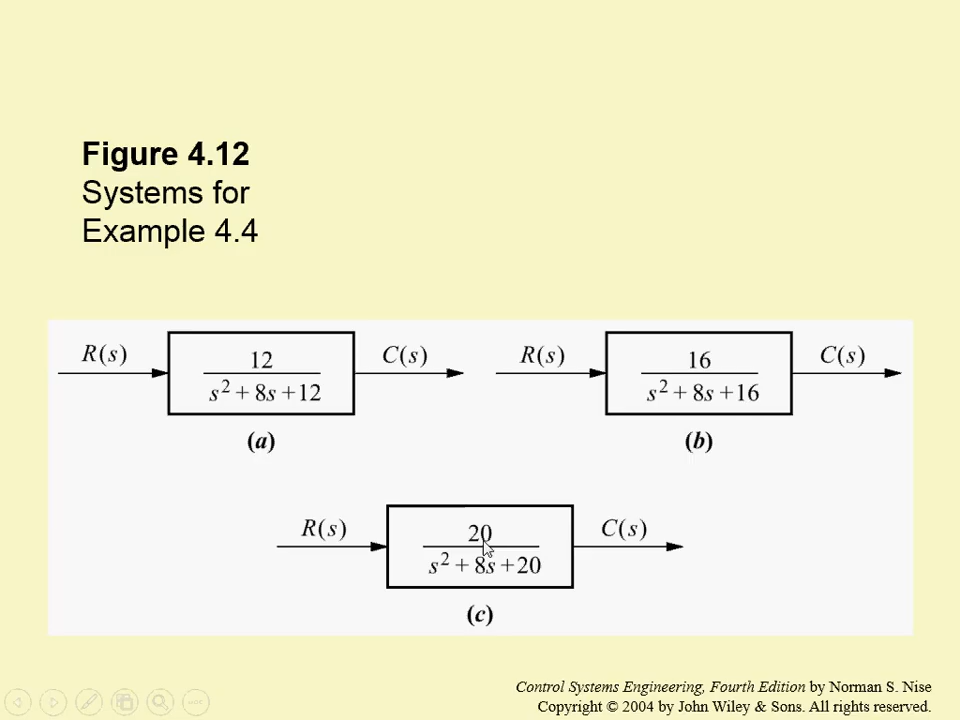 Figure 4.12
Systems for
Example 4.4
R(s) 12 C(s)
s² + 8s + 12
(a)
R(s) 16 C(s)
s² + 8s + 16
(b)
R(s) 20 C(s)
s² + 8s + 20
(c)
Control Systems Engineering, Fourth Edition by Norman S. Nise
Copyright © 2004 by John Wiley & Sons. All rights reserved.